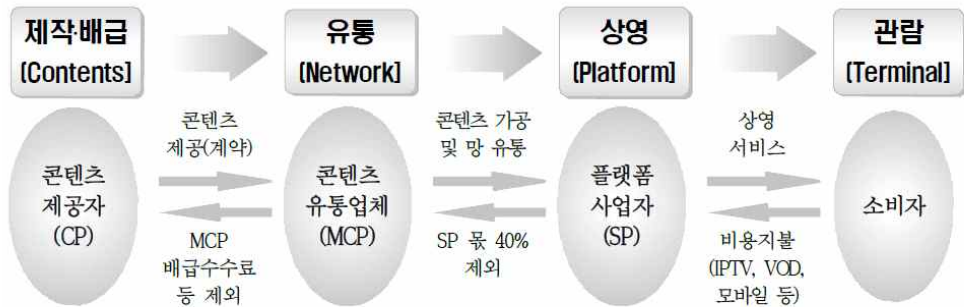 제작·배급
[Contents]
유통
[Network]
상영
[Platform]
관람
[Terminal]
콘텐츠
제공(계약)
콘텐츠 가공
및 망 유통
상영
서비스
콘텐츠
제공자
(CP)
콘텐츠
유통업체
(MCP)
플랫폼
사업자
(SP)
소비자
MCP
배급수수료
등 제외
SP 몫 40%
제외
비용지불
(IPTV, VOD,
모바일 등)